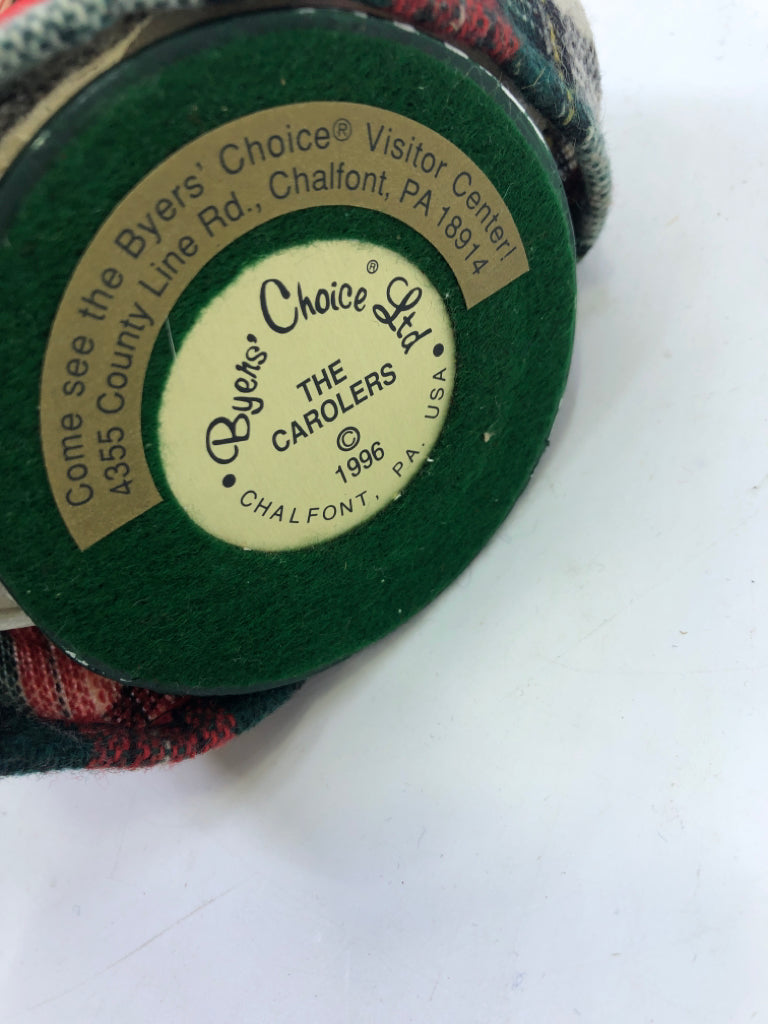 Come see the Byers' Choice® Visitor Center!
4355 County Line Rd., Chalfont, PA 18914
Byers' Choice® Ltd
THE
CAROLERS
©
1996
• CHALFONT, PA. USA •